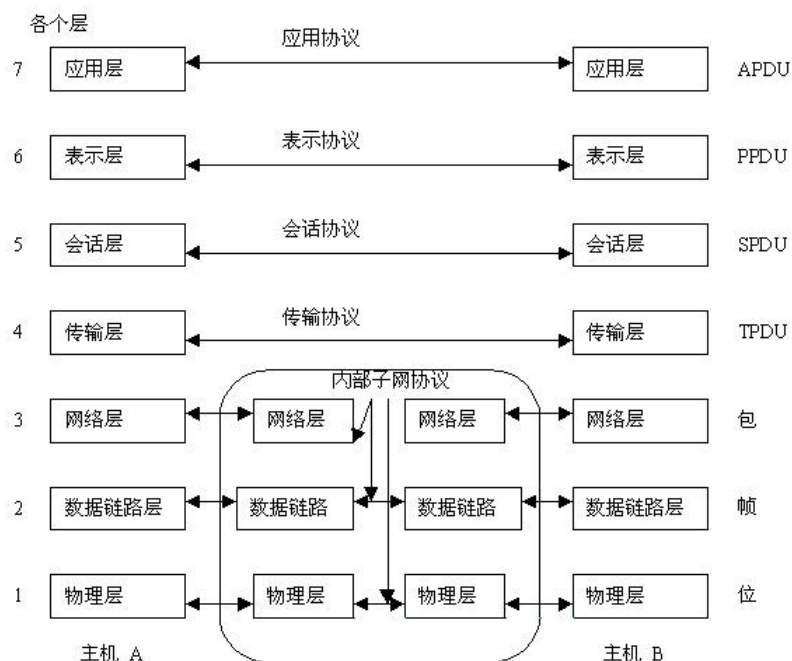 各个层
应用协议
7 应用层 应用层 APDU
表示协议
6 表示层 表示层 PPDU
会话协议
5 会话层 会话层 SPDU
传输协议
4 传输层 传输层 TPDU
内部子网协议
3 网络层 网络层 网络层 网络层 包
2 数据链路层 数据链路 数据链路 数据链路层 帧
1 物理层 物理层 物理层 物理层 位
主机 A 主机 B